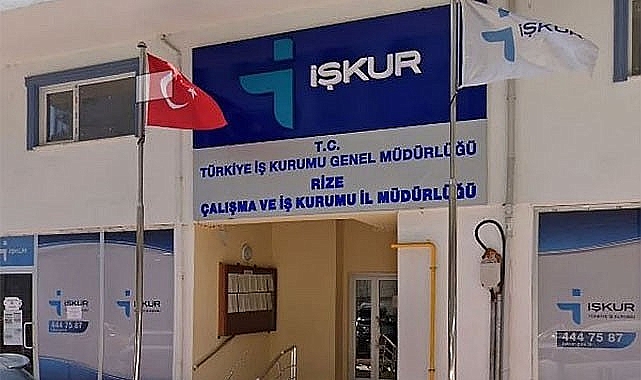 İŞKUR
İŞKUR
T.C.
TÜRKİYE İŞ KURUMU GENEL MÜDÜRLÜĞÜ
RİZE
ÇALIŞMA VE İŞ KURUMU İL MÜDÜRLÜĞÜ
İŞKUR
444 75 87
İŞKUR
İŞKUR
TÜRKİYE İŞ KURUMU
444 75 87